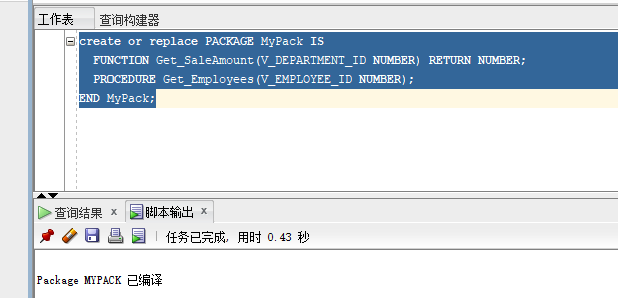 工作表 查询构建器
create or replace PACKAGE MyPack IS
FUNCTION Get_SaleAmount(V_DEPARTMENT_ID NUMBER) RETURN NUMBER;
PROCEDURE Get_Employees(V_EMPLOYEE_ID NUMBER);
END MyPack;
查询结果 x 脚本输出 x
任务已完成, 用时 0.43 秒
Package MYPACK 已编译